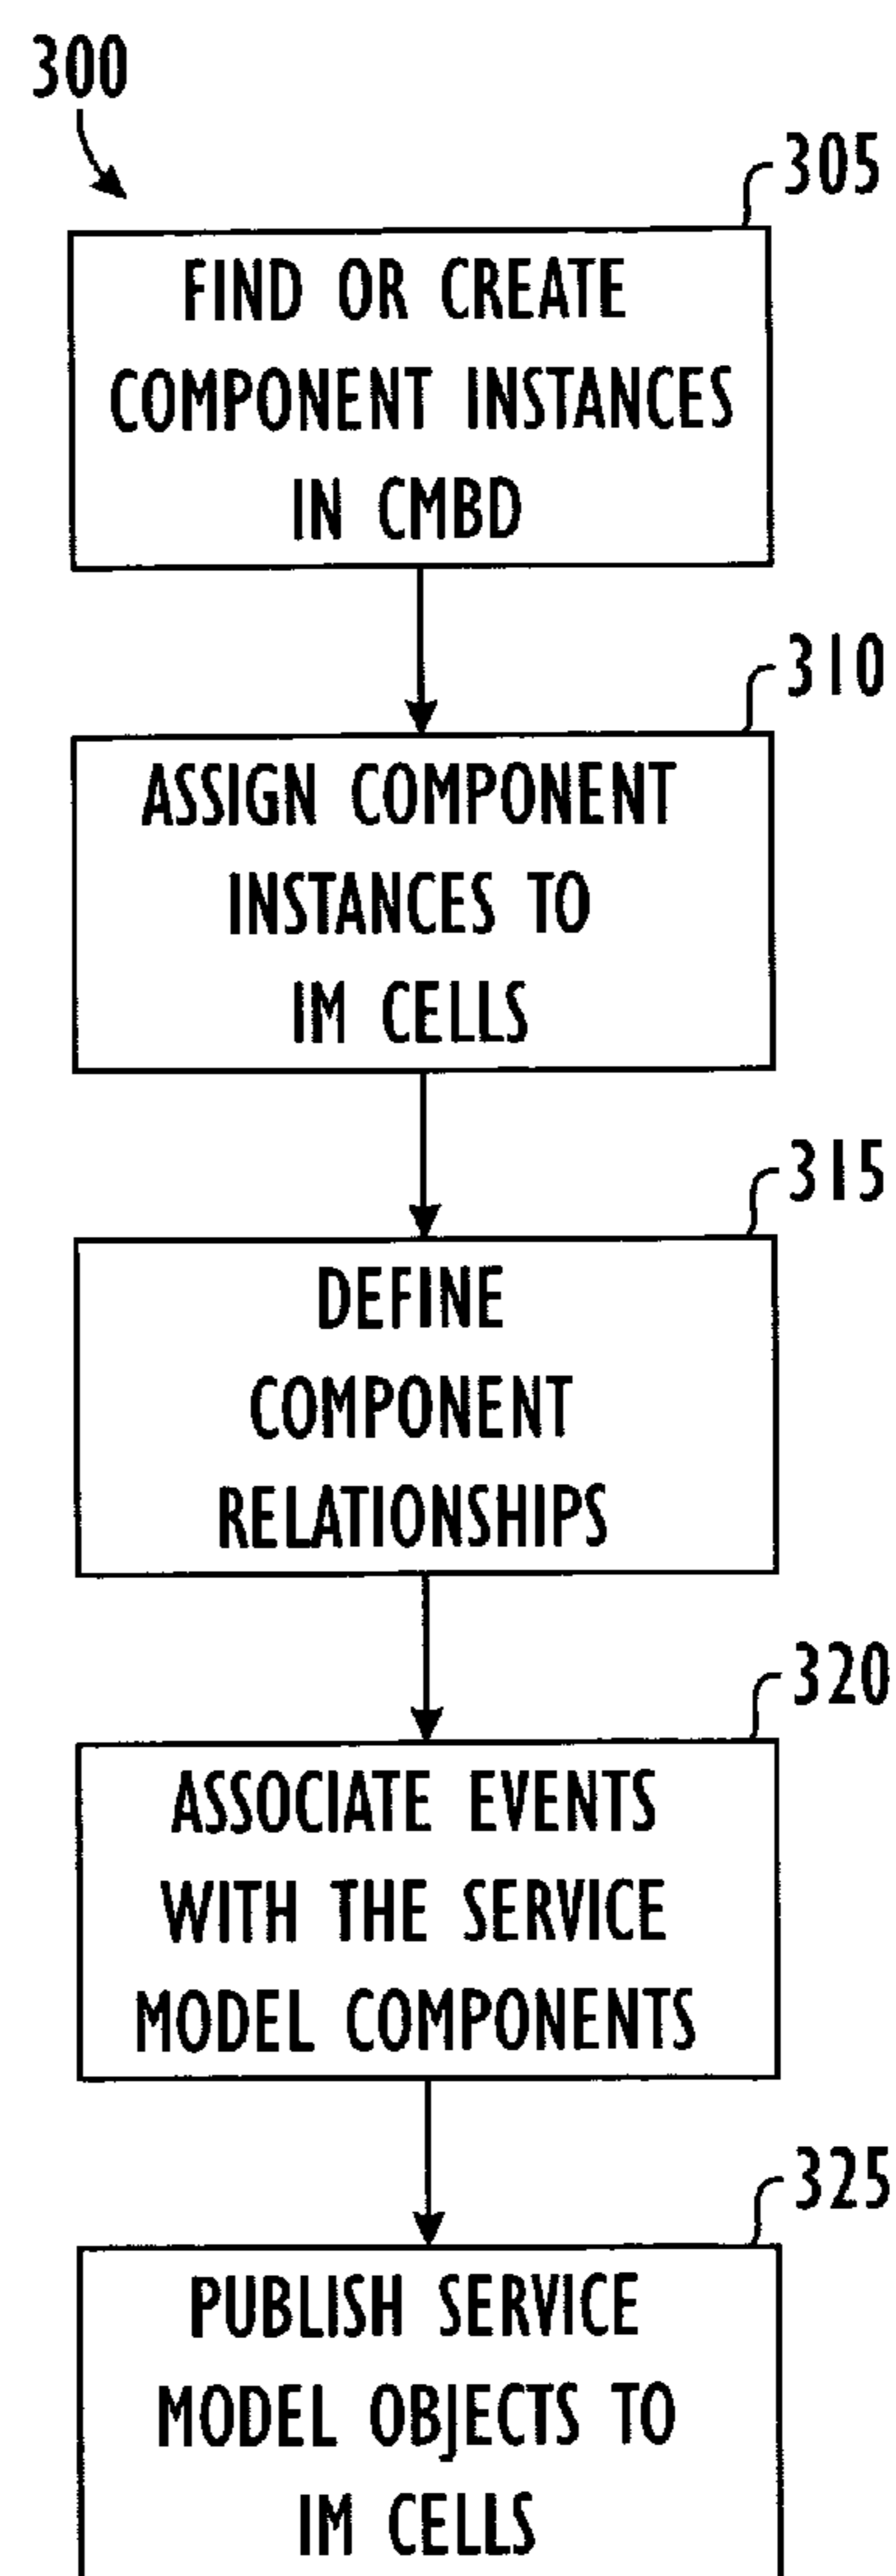 300
305
FIND OR CREATE
COMPONENT INSTANCES
IN CMBD
310
ASSIGN COMPONENT
INSTANCES TO
IM CELLS
315
DEFINE
COMPONENT
RELATIONSHIPS
320
ASSOCIATE EVENTS
WITH THE SERVICE
MODEL COMPONENTS
325
PUBLISH SERVICE
MODEL OBJECTS TO
IM CELLS